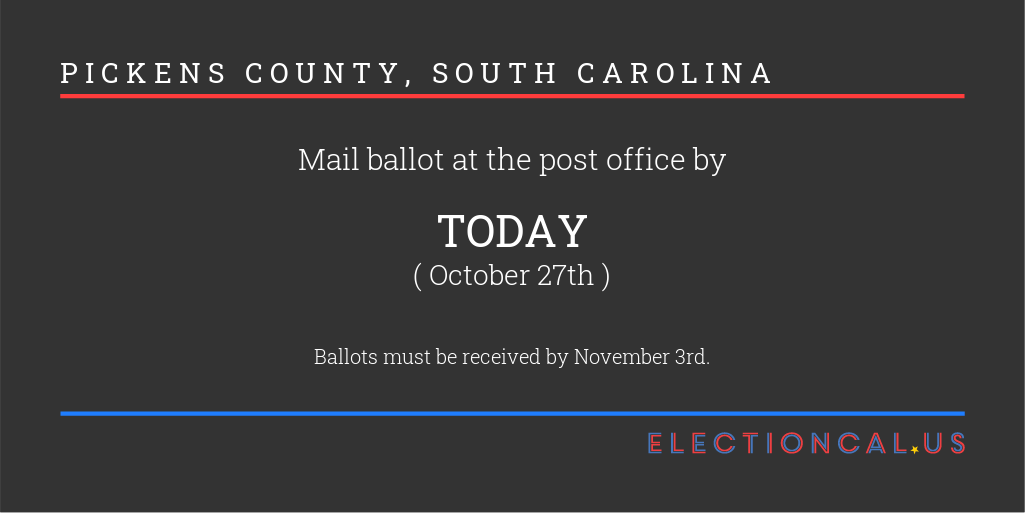 PICKENS COUNTY, SOUTH CAROLINA
Mail ballot at the post office by
TODAY
( October 27th )
Ballots must be received by November 3rd.
ELECTIONCAL.US